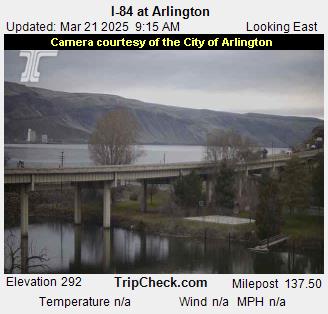 I-84 at Arlington
Updated: Mar 21 2025 9:15 AM Looking East
Camera courtesy of the City of Arlington
Elevation 292 TripCheck.com Milepost 137.50
Temperature n/a Wind n/a MPH n/a